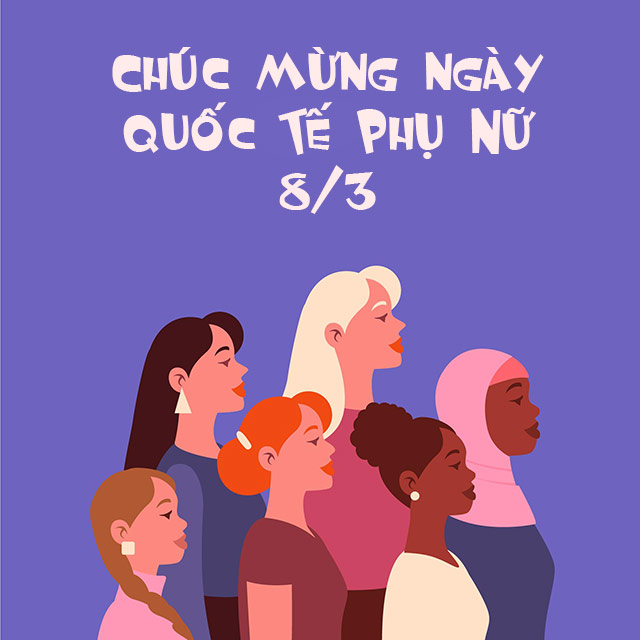 CHÚC MỪNG NGÀY
QUỐC TẾ PHỤ NỮ
8/3